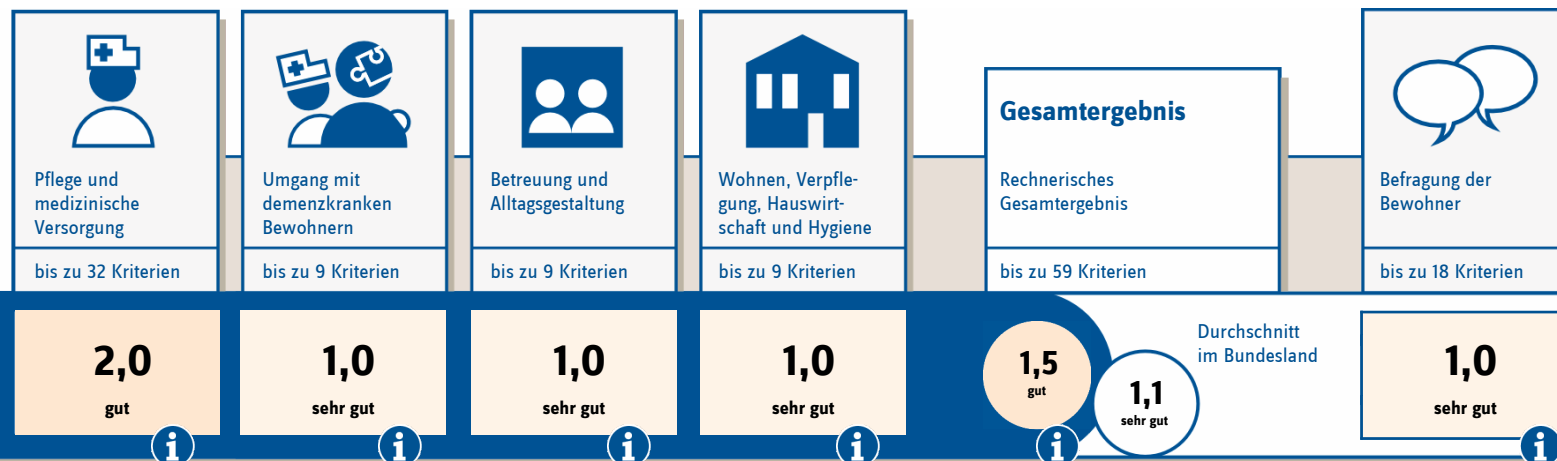 Pflege und
medizinische
Versorgung
bis zu 32 Kriterien
2,0
gut
Umgang mit
demenzkranken
Bewohnern
bis zu 9 Kriterien
1,0
sehr gut
Betreuung und
Alltagsgestaltung
bis zu 9 Kriterien
1,0
sehr gut
Wohnen, Verpfle-
gung, Hauswirt-
schaft und Hygiene
bis zu 9 Kriterien
1,0
sehr gut
Gesamtergebnis
Rechnerisches
Gesamtergebnis
bis zu 59 Kriterien
1,5
gut
Durchschnitt
im Bundesland
1,1
sehr gut
Befragung der
Bewohner
bis zu 18 Kriterien
1,0
sehr gut
i
i
i
i
i
i